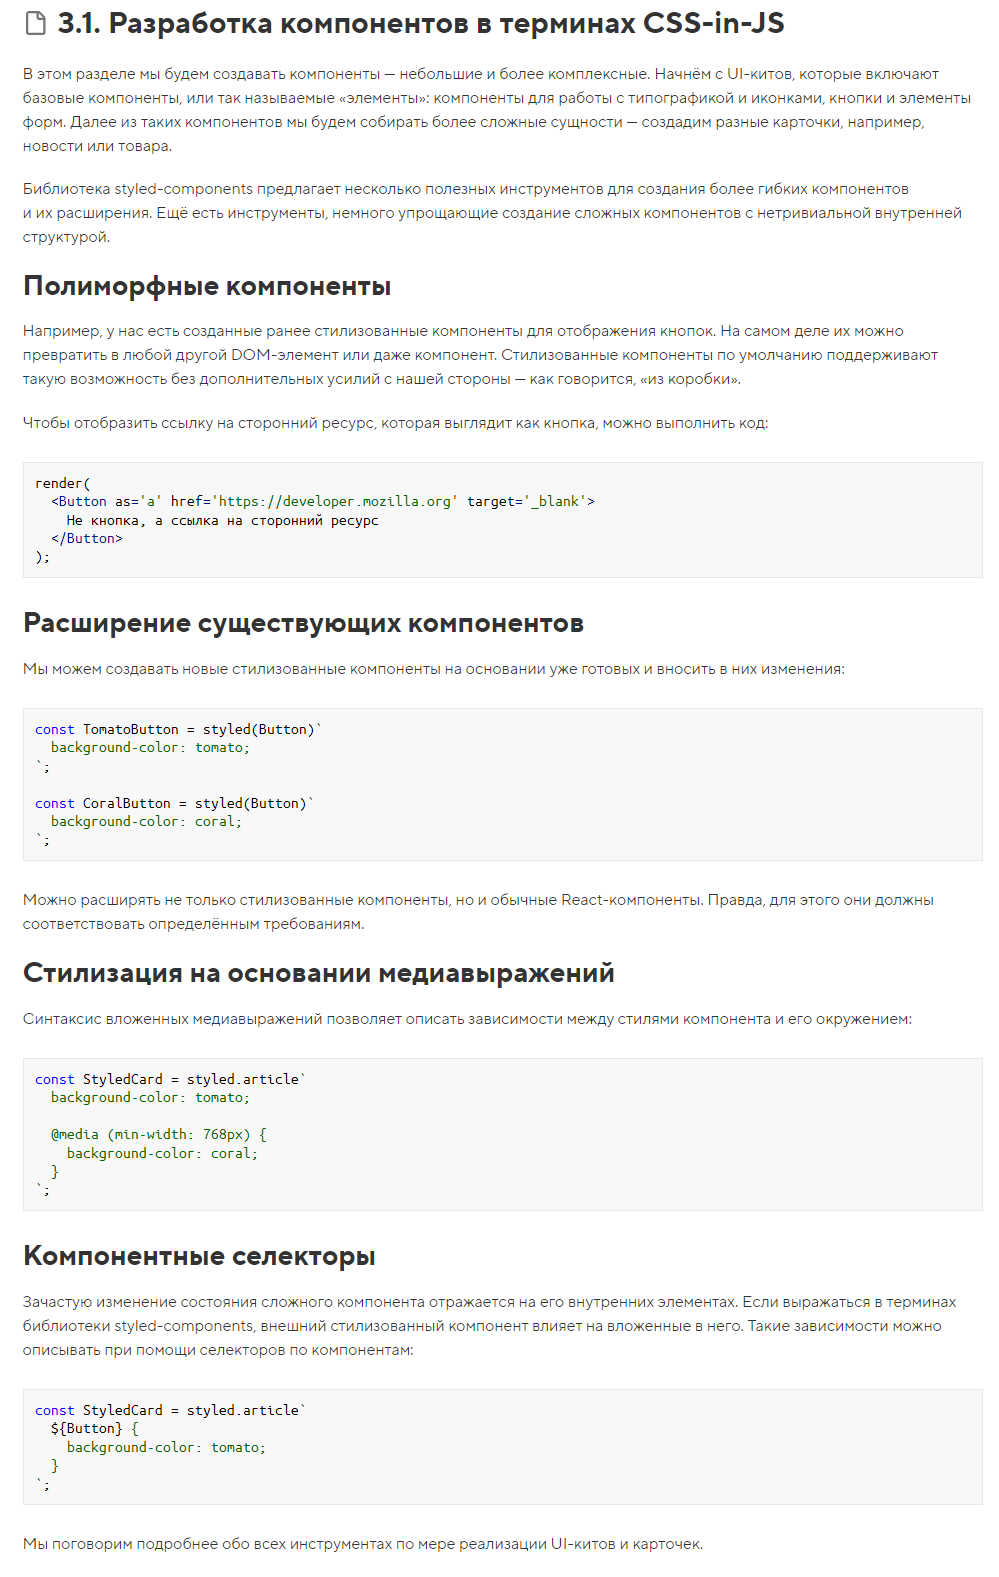 3.1. Разработка компонентов в терминах CSS-in-JS
В этом разделе мы будем создавать компоненты — небольшие и более комплексные. Начнём с UI-китов, которые включают
базовые компоненты, или так называемые «элементы»: компоненты для работы с типографикой и иконками, кнопки и элементы
форм. Далее из таких компонентов мы будем собирать более сложные сущности — создадим разные карточки, например,
новости или товара.
Библиотека styled-components предлагает несколько полезных инструментов для создания более гибких компонентов
и их расширения. Ещё есть инструменты, немного упрощающие создание сложных компонентов с нетривиальной внутренней
структурой.
Полиморфные компоненты
Например, у нас есть созданные ранее стилизованные компоненты для отображения кнопок. На самом деле их можно
превратить в любой другой DOM-элемент или даже компонент. Стилизованные компоненты по умолчанию поддерживают
такую возможность без дополнительных усилий с нашей стороны — как говорится, «из коробки».
Чтобы отобразить ссылку на сторонний ресурс, которая выглядит как кнопка, можно выполнить код:
render(
  <Button as='a' href='https://developer.mozilla.org' target='_blank'>
    Не кнопка, а ссылка на сторонний ресурс
  </Button>
);
Расширение существующих компонентов
Мы можем создавать новые стилизованные компоненты на основании уже готовых и вносить в них изменения:
const TomatoButton = styled(Button)`
  background-color: tomato;
`;
const CoralButton = styled(Button)`
  background-color: coral;
`;
Можно расширять не только стилизованные компоненты, но и обычные React-компоненты. Правда, для этого они должны
соответствовать определённым требованиям.
Стилизация на основании медиавыражений
Синтаксис вложенных медиавыражений позволяет описать зависимости между стилями компонента и его окружением:
const StyledCard = styled.article`
  background-color: tomato;
  @media (min-width: 768px) {
    background-color: coral;
  }
`;
Компонентные селекторы
Зачастую изменение состояния сложного компонента отражается на его внутренних элементах. Если выражаться в терминах
библиотеки styled-components, внешний стилизованный компонент влияет на вложенные в него. Такие зависимости можно
описывать при помощи селекторов по компонентам:
const StyledCard = styled.article`
  ${Button} {
    background-color: tomato;
  }
`;
Мы поговорим подробнее обо всех инструментах по мере реализации UI-китов и карточек.